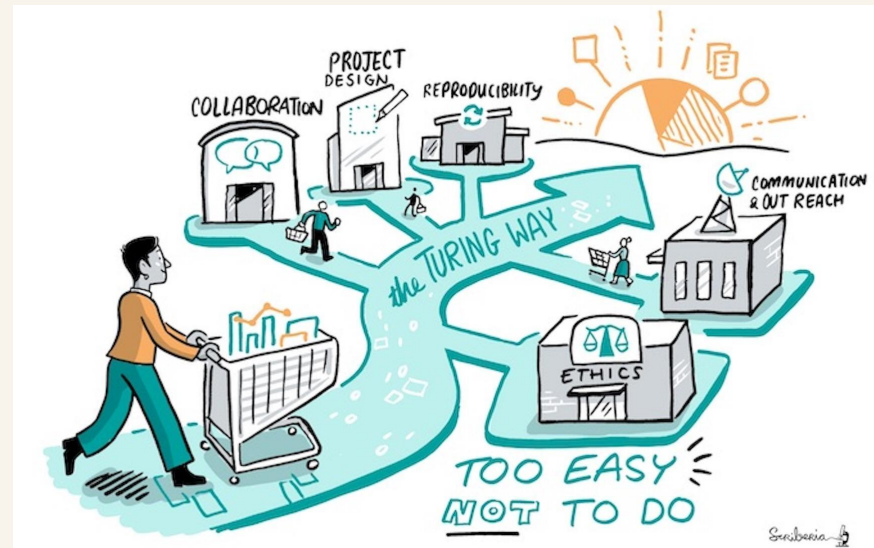 PROJECT
DESIGN
COLLABORATION
REPRODUCIBILITY
COMMUNICATION
& OUT REACH
the TURING WAY
ETHICS
TOO EASY
NOT TO DO
Scriberia